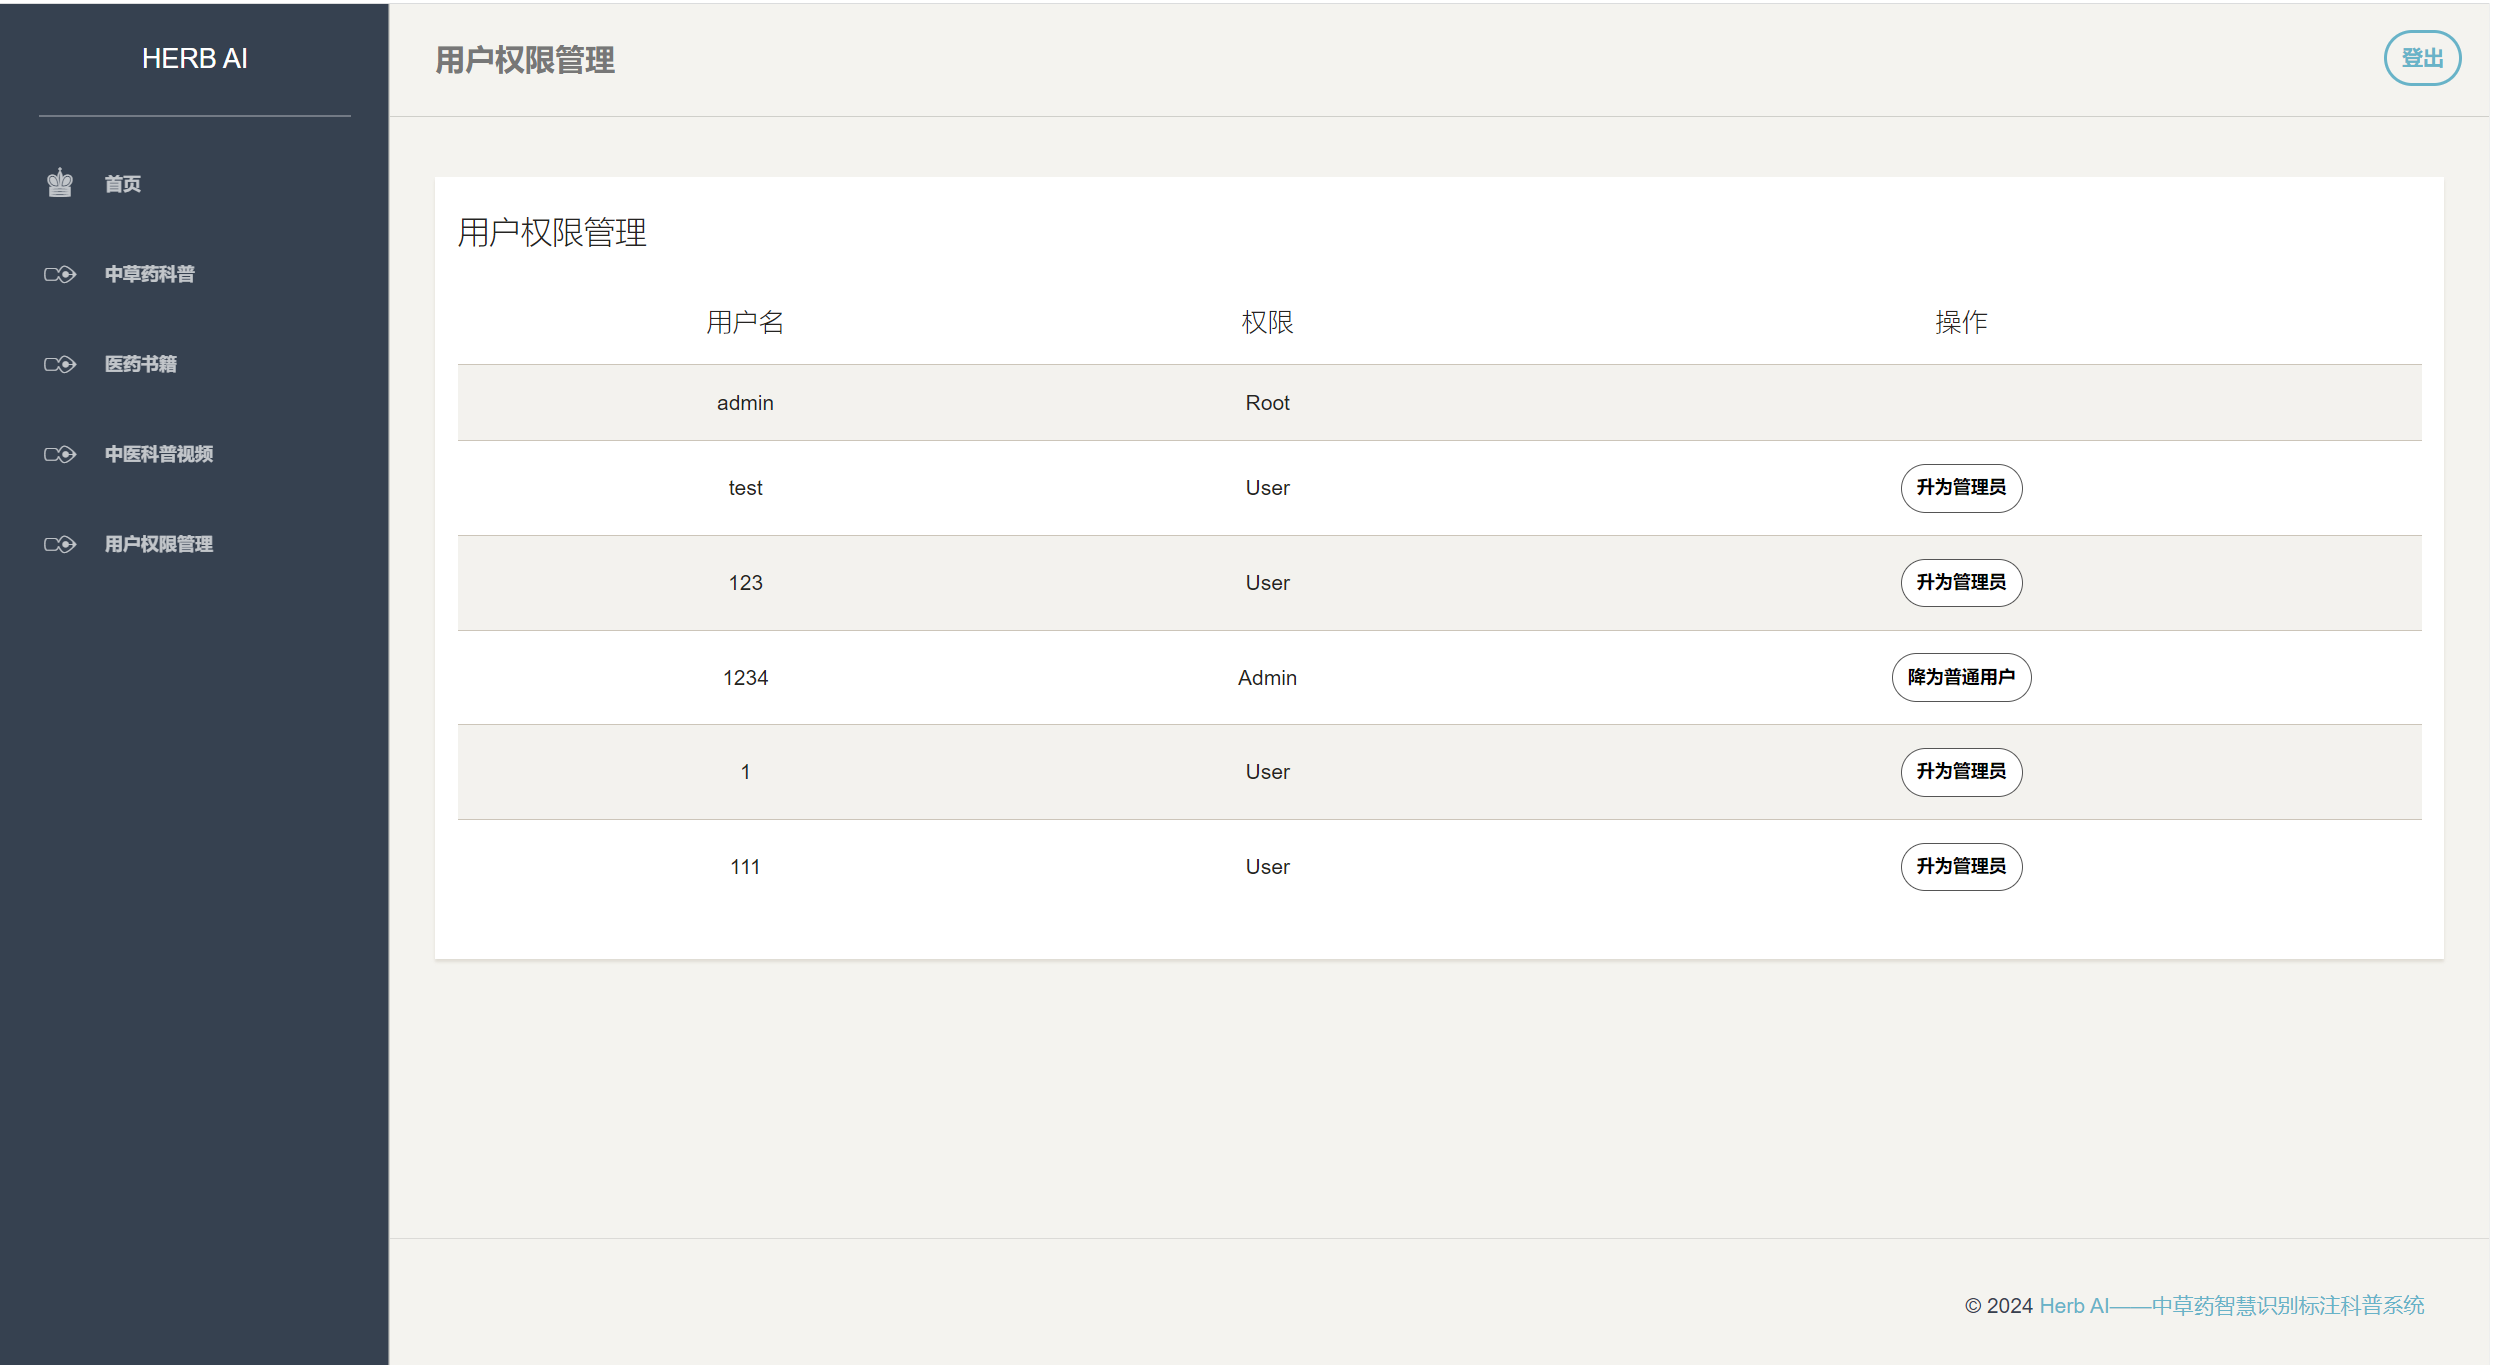 HERB AI
首页
中草药科普
医药书籍
中医科普视频
用户权限管理
用户权限管理
登出
用户权限管理
用户名 权限 操作
admin Root
test User 升为管理员
123 User 升为管理员
1234 Admin 降为普通用户
1 User 升为管理员
111 User 升为管理员
© 2024 Herb AI——中草药智慧识别标注科普系统